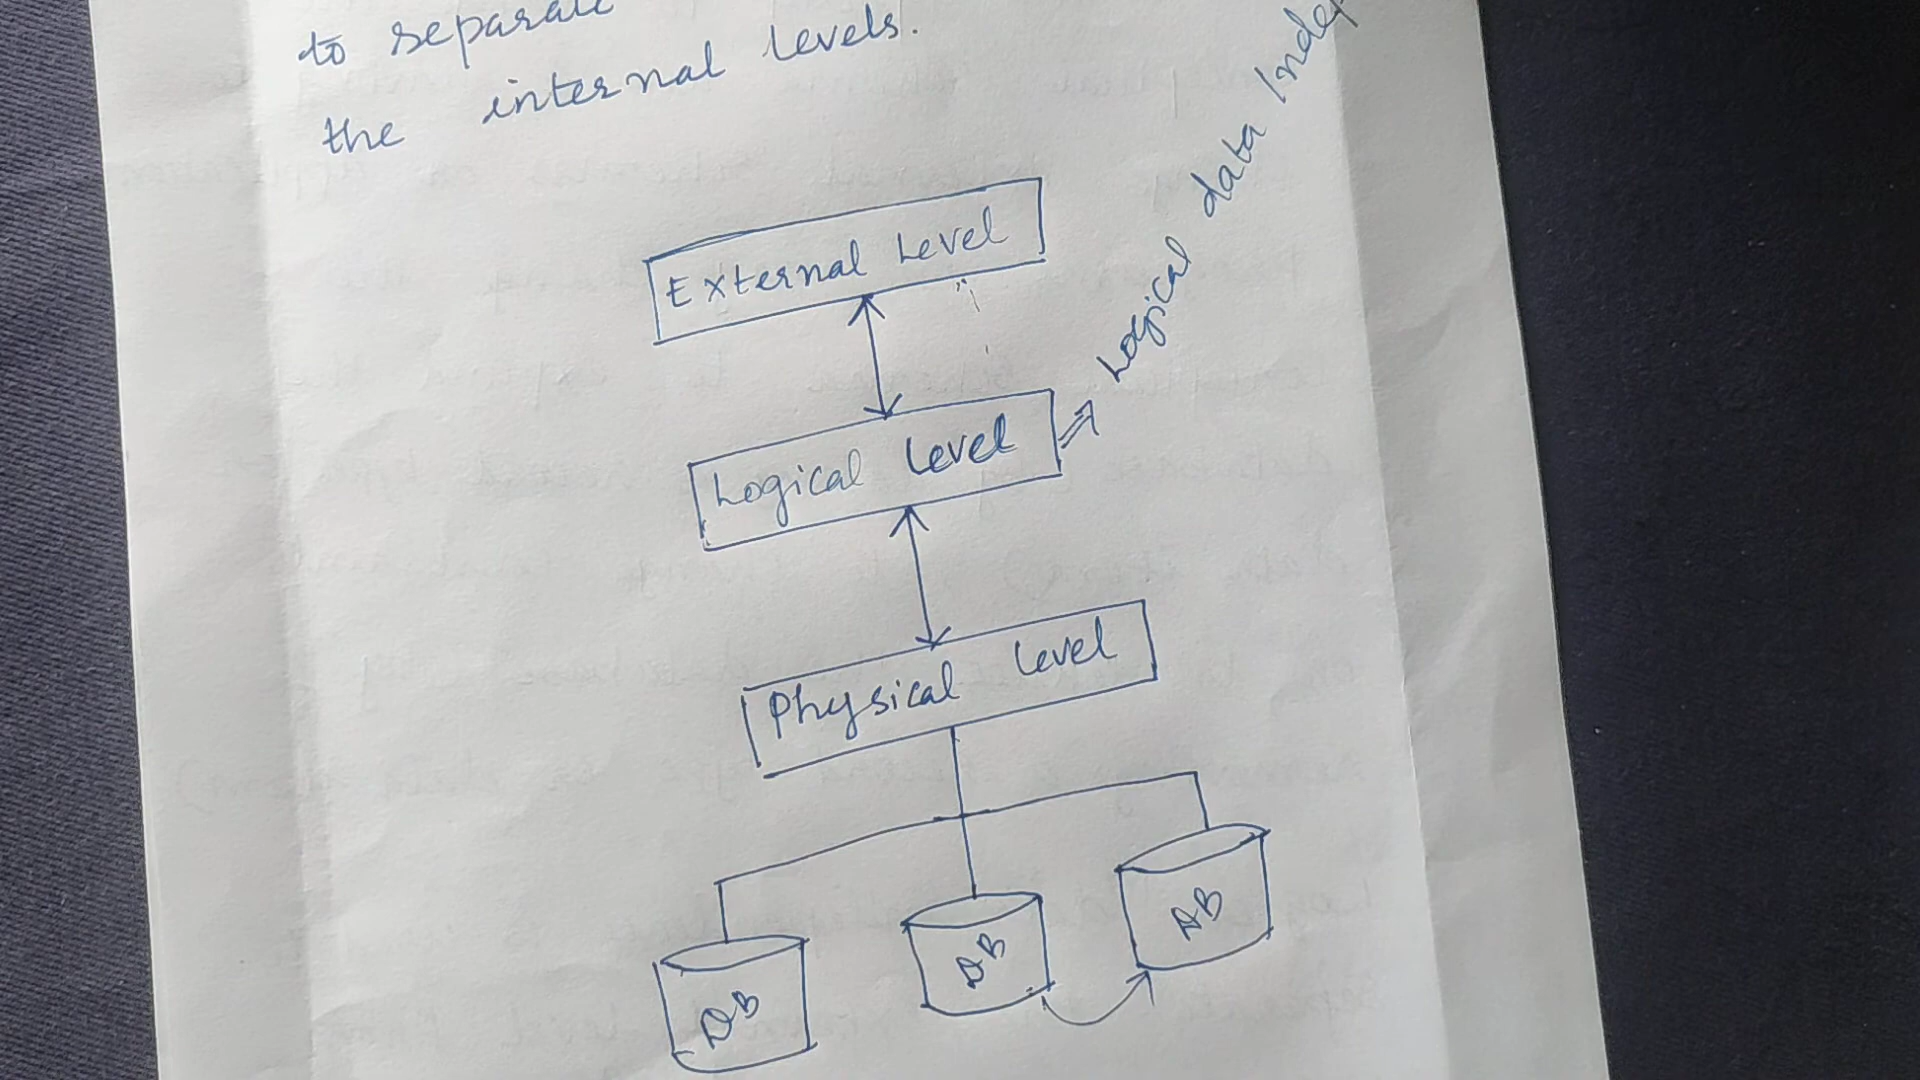 to separate
the internal levels.
External Level
Logical Level
Logical data Indep
Physical Level
DB
DB
DB